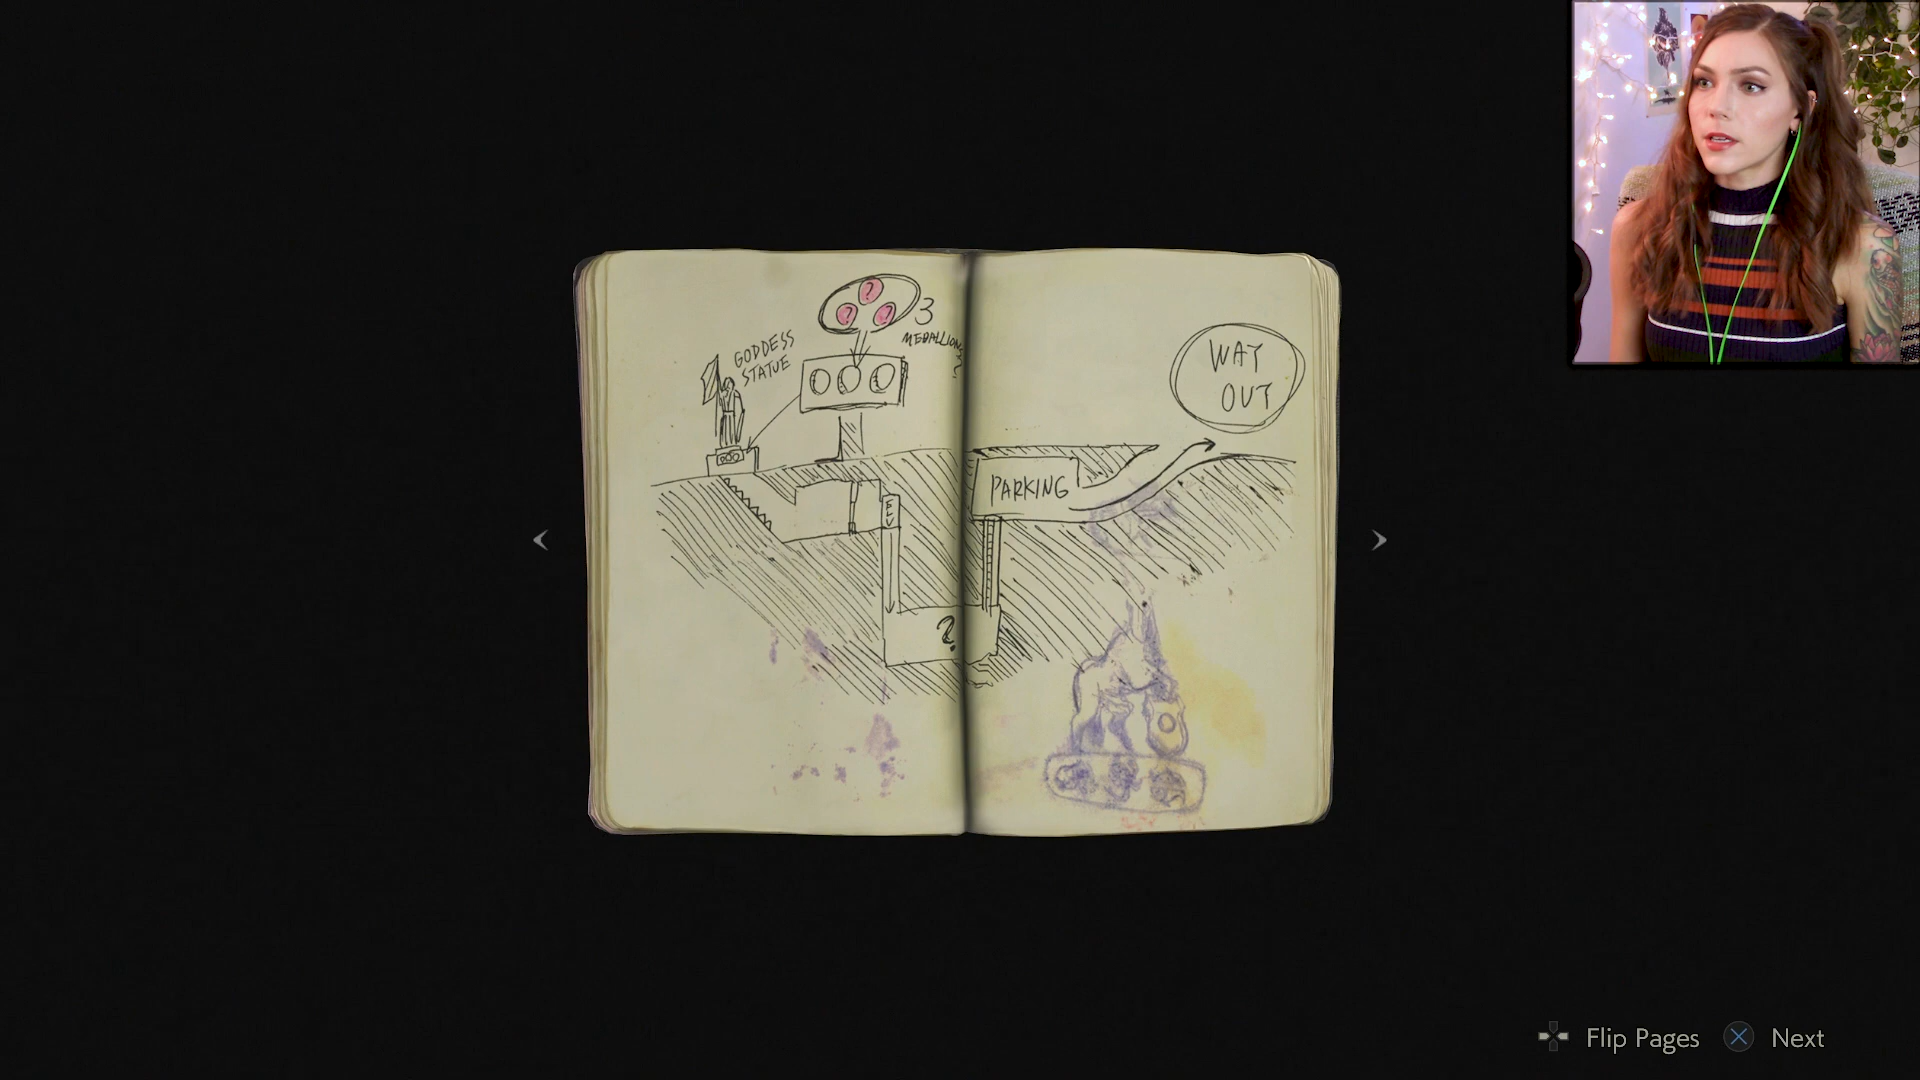 ?
? ?
3
MEDALLIONS?
GODDESS
STATUE
ELV
?
WAY
OUT
PARKING
Flip Pages
Next